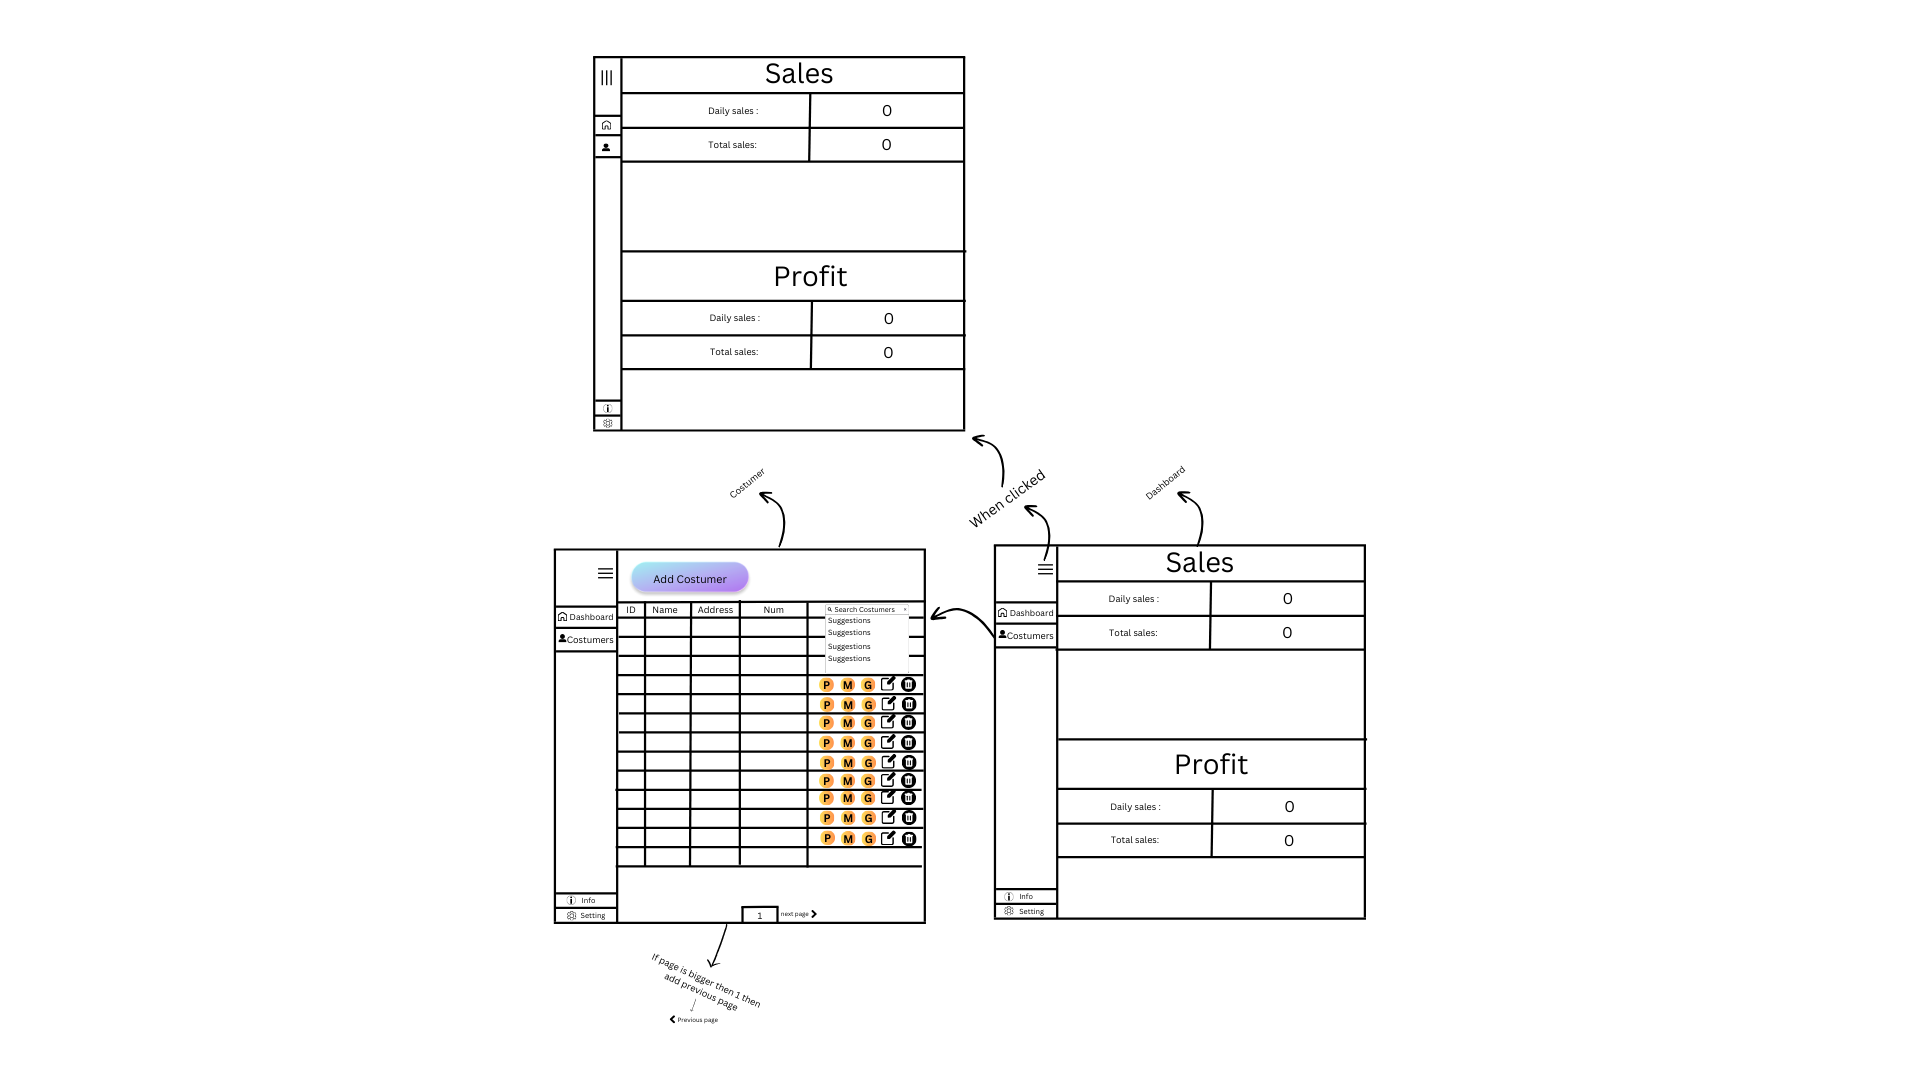 Sales
Daily sales : 0
Total sales: 0
Profit
Daily sales : 0
Total sales: 0
Costumer
When clicked
Dashboard
Add Costumer
Dashboard
Costumers
ID Name Address Num
Search Costumers ×
Suggestions
Suggestions
Suggestions
Suggestions
P M G
P M G
P M G
P M G
P M G
P M G
P M G
P M G
P M G
Info
Setting
1 next page
If page is bigger then 1 then
add previous page
Previous page
Sales
Dashboard
Costumers
Daily sales : 0
Total sales: 0
Profit
Daily sales : 0
Total sales: 0
Info
Setting